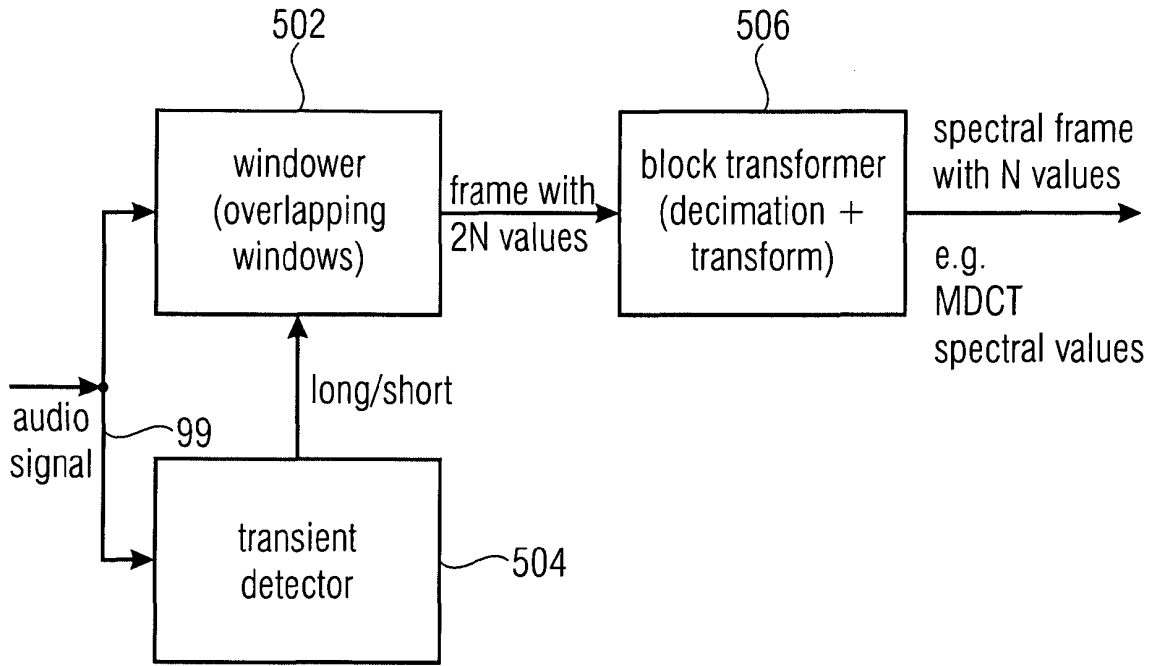 502
506
windower
(overlapping
windows)
frame with
2N values
block transformer
(decimation +
transform)
spectral frame
with N values
e.g.
MDCT
spectral values
long/short
audio
signal
99
transient
detector
504